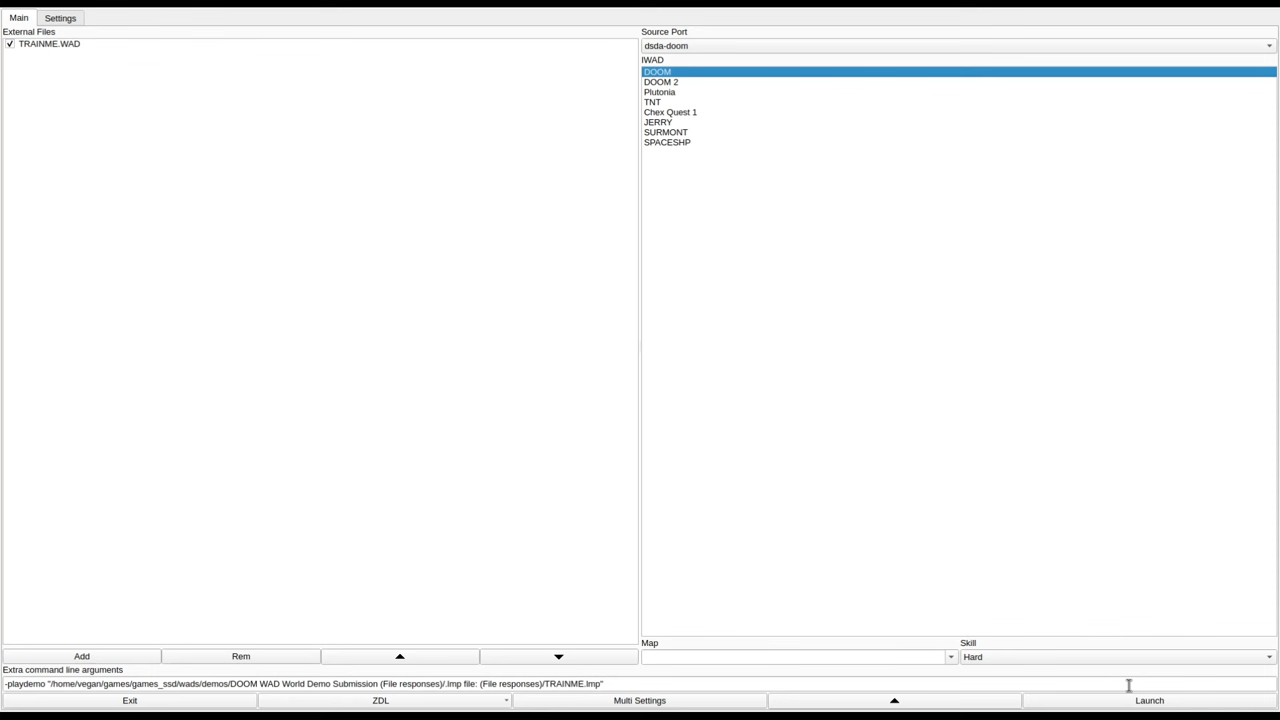 Main
Settings
External Files
TRAINME.WAD
Source Port
dsda-doom
IWAD
DOOM
DOOM 2
Plutonia
TNT
Chex Quest 1
JERRY
SURMONT
SPACESHP
Map
Skill
Hard
Add
Rem
Extra command line arguments
-playdemo "/home/vegan/games/games_ssd/wads/demos/DOOM WAD World Demo Submission (File responses)/.lmp file: (File responses)/TRAINME.lmp"
Exit
ZDL
Multi Settings
Launch